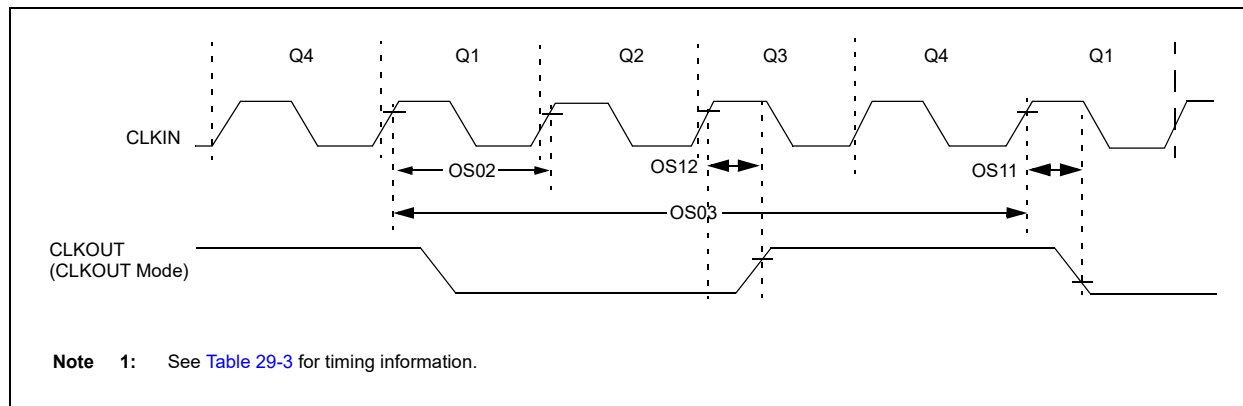 Q4 Q1 Q2 Q3 Q4 Q1
CLKIN
OS02 OS12 OS11
OS03
CLKOUT
(CLKOUT Mode)
Note 1: See Table 29-3 for timing information.